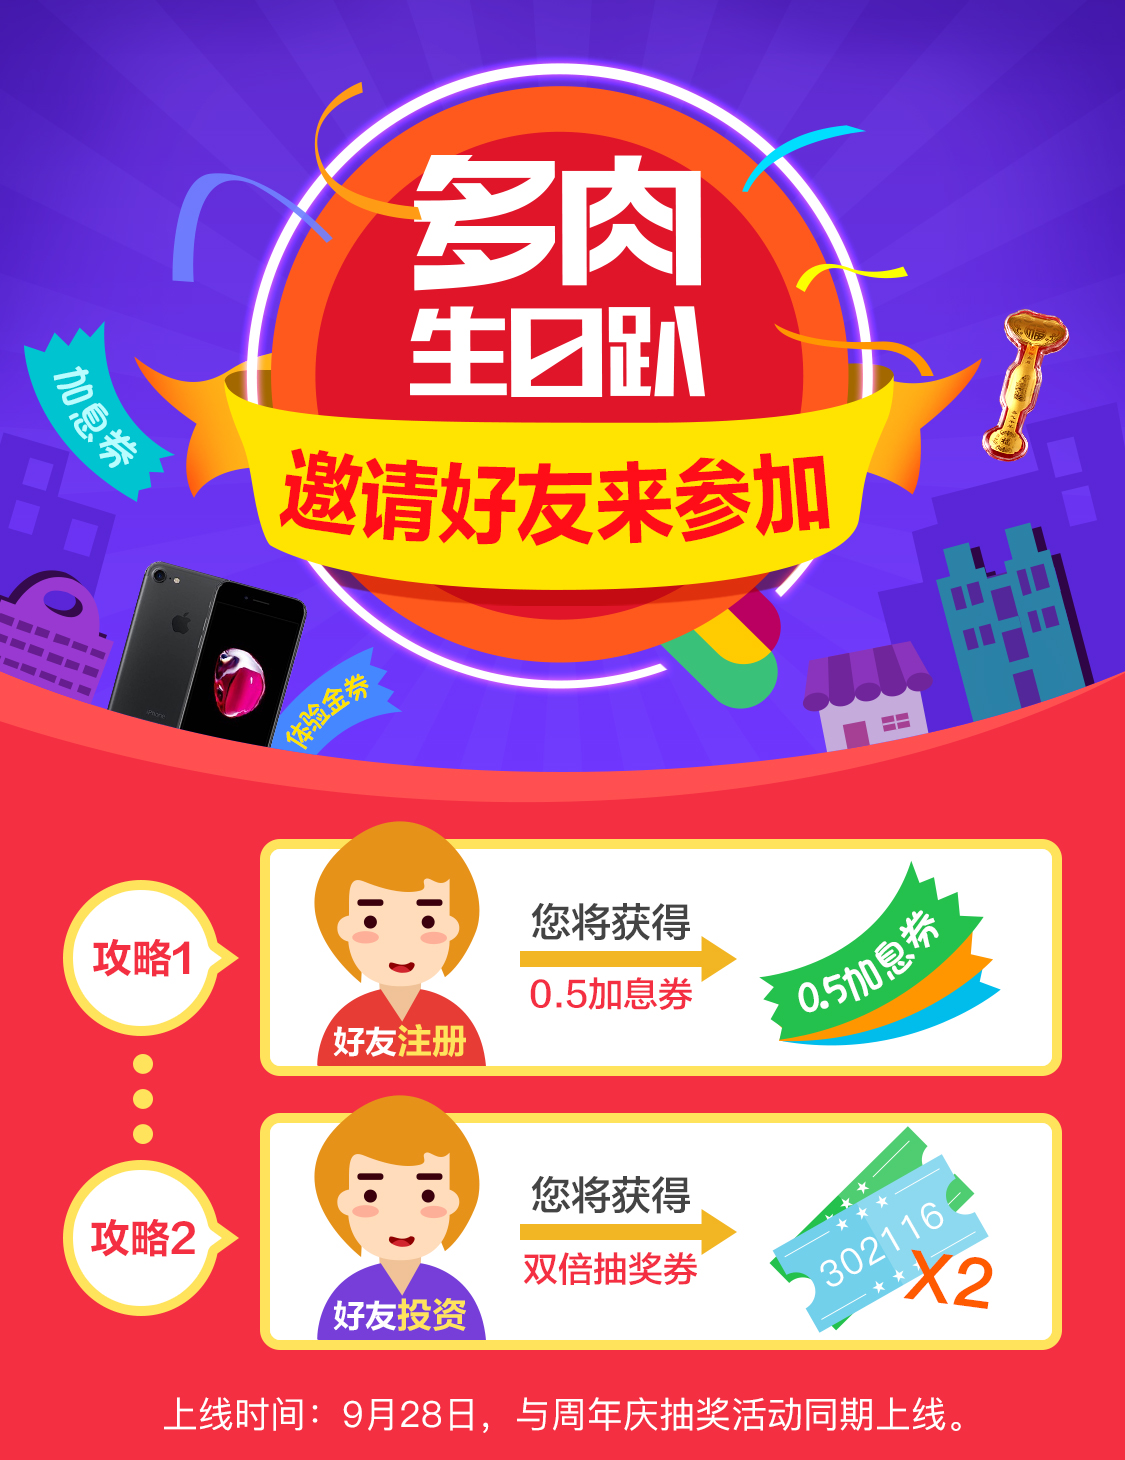 多肉
生日趴
邀请好友来参加
加息券
体验金券
攻略1
您将获得
0.5加息券
0.5加息券
好友注册
攻略2
您将获得
双倍抽奖券
302116
X2
好友投资
上线时间：9月28日，与周年庆抽奖活动同期上线。